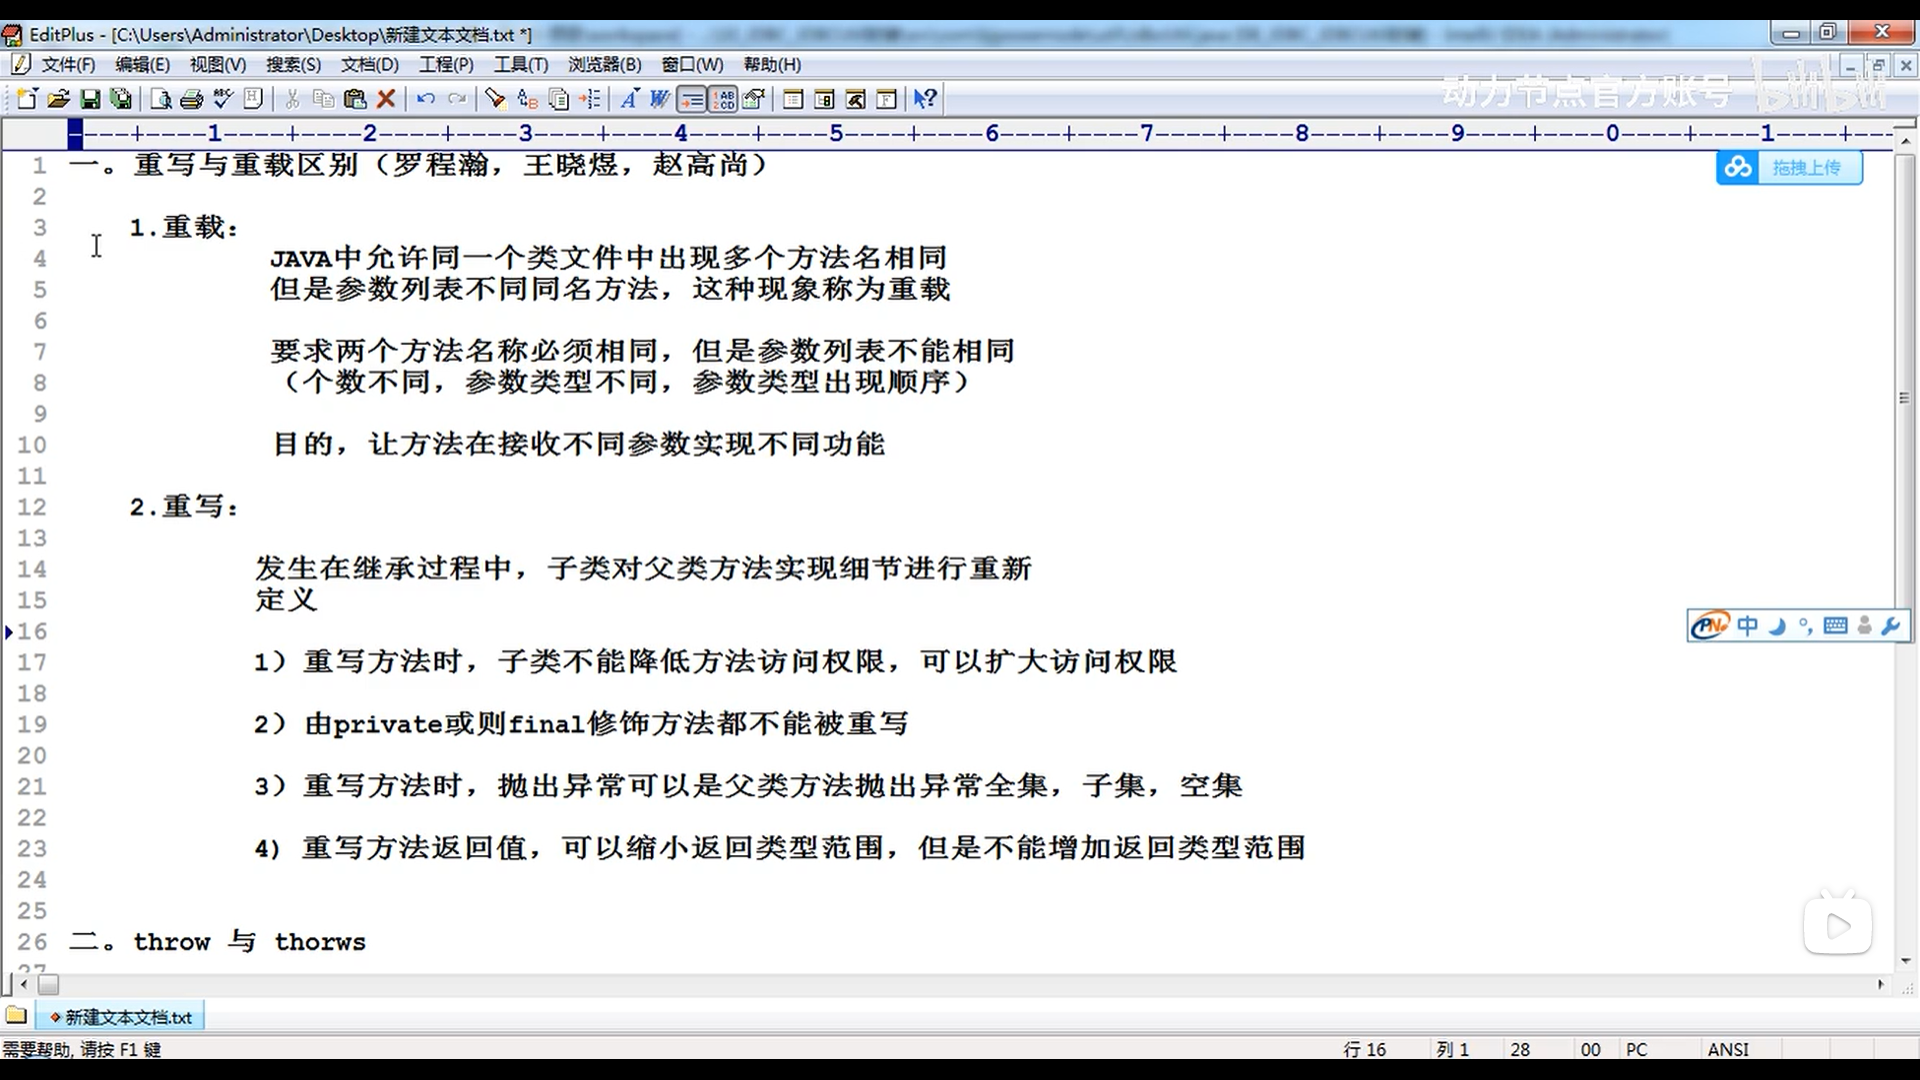 EditPlus - [C:\Users\Administrator\Desktop\新建文本文档.txt *]
文件(F) 编辑(E) 视图(V) 搜索(S) 文档(D) 工程(P) 工具(T) 浏览器(B) 窗口(W) 帮助(H)
动力节点官方账号 bilibili
----+----1----+----2----+----3----+----4----+----5----+----6----+----7----+----8----+----9----+----0----+----1----+---
拖拽上传
1 一。重写与重载区别（罗程瀚，王晓煜，赵高尚）
2
3 1.重载：
4 JAVA中允许同一个类文件中出现多个方法名相同
5 但是参数列表不同同名方法，这种现象称为重载
6
7 要求两个方法名称必须相同，但是参数列表不能相同
8 （个数不同，参数类型不同，参数类型出现顺序）
9
10 目的，让方法在接收不同参数实现不同功能
11
12 2.重写：
13
14 发生在继承过程中，子类对父类方法实现细节进行重新
15 定义
16
中
17 1）重写方法时，子类不能降低方法访问权限，可以扩大访问权限
18
19 2）由private或则final修饰方法都不能被重写
20
21 3）重写方法时，抛出异常可以是父类方法抛出异常全集，子集，空集
22
23 4) 重写方法返回值，可以缩小返回类型范围，但是不能增加返回类型范围
24
25
26 二。throw 与 thorws
27
新建文本文档.txt
需要帮助, 请按 F1 键 行 16 列 1 28 00 PC ANSI